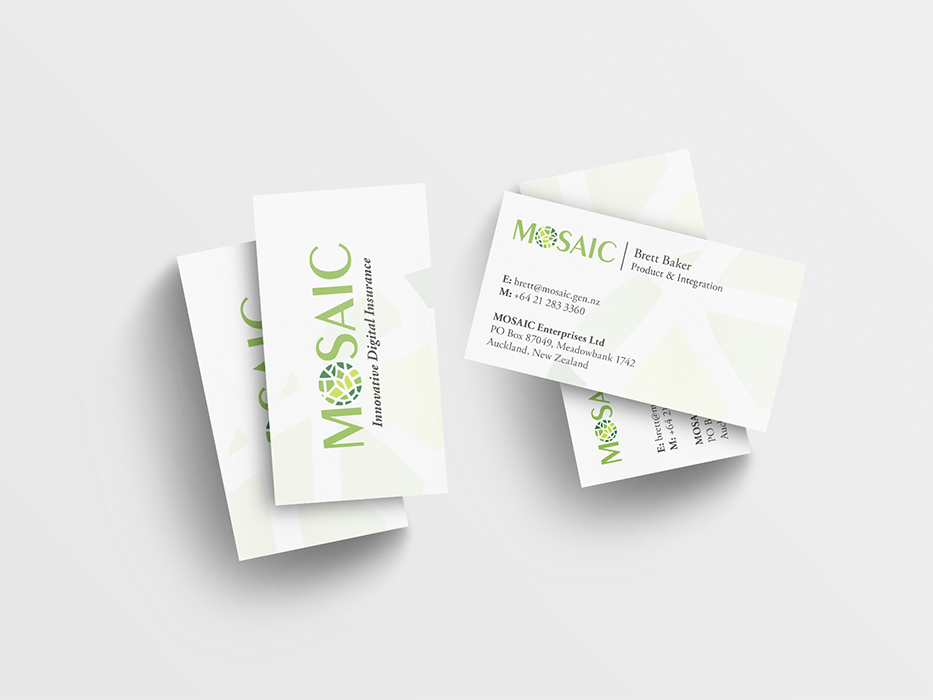 MOSAIC
Innovative Digital Insurance
MOSAIC
Brett Baker
Product & Integration
E: brett@mosaic.gen.nz
M: +64 21 283 3360
MOSAIC Enterprises Ltd
PO Box 87049, Meadowbank 1742
Auckland, New Zealand